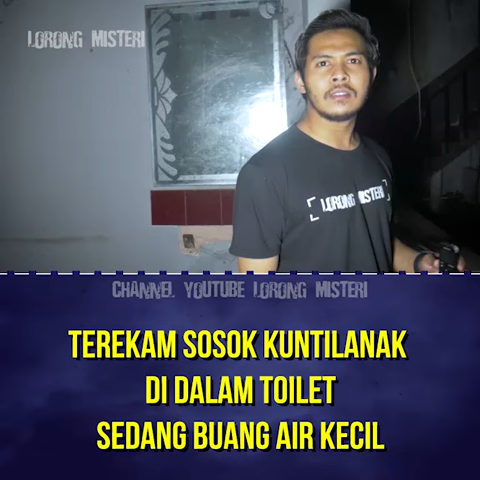 LORONG MISTERI
LORONG MISTERI
CHANNEL YOUTUBE LORONG MISTERI
TEREKAM SOSOK KUNTILANAK
DI DALAM TOILET
SEDANG BUANG AIR KECIL